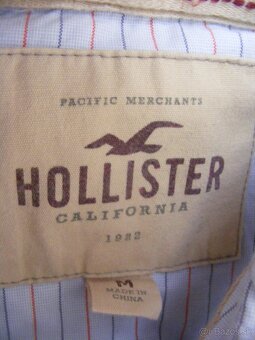 PACIFIC MERCHANTS
HOLLISTER
CALIFORNIA
1922
M
MADE IN
CHINA